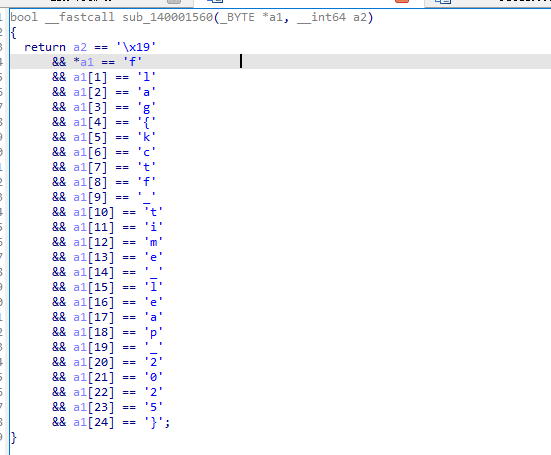 bool __fastcall sub_140001560(_BYTE *a1, __int64 a2)
{
  return a2 == '\x19'
      && *a1 == 'f'
      && a1[1] == 'l'
      && a1[2] == 'a'
      && a1[3] == 'g'
      && a1[4] == '{'
      && a1[5] == 'k'
      && a1[6] == 'c'
      && a1[7] == 't'
      && a1[8] == 'f'
      && a1[9] == '_'
      && a1[10] == 't'
      && a1[11] == 'i'
      && a1[12] == 'm'
      && a1[13] == 'e'
      && a1[14] == '_'
      && a1[15] == 'l'
      && a1[16] == 'e'
      && a1[17] == 'a'
      && a1[18] == 'p'
      && a1[19] == '_'
      && a1[20] == '2'
      && a1[21] == '0'
      && a1[22] == '2'
      && a1[23] == '5'
      && a1[24] == '}';
}